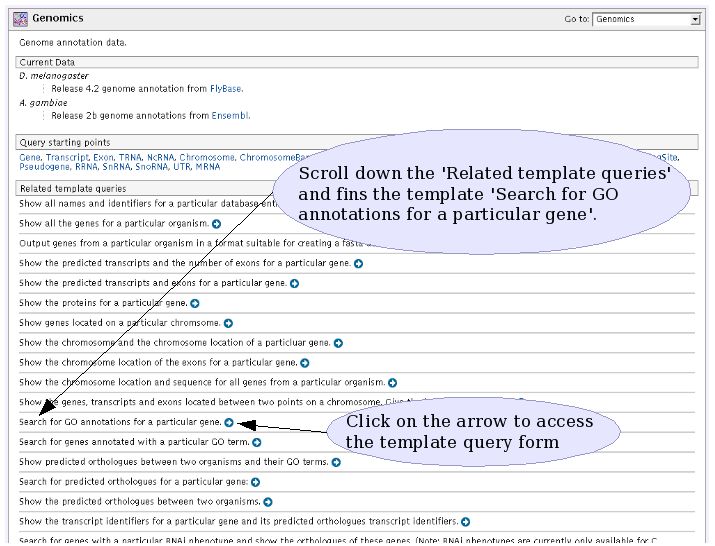 Genomics
Go to: Genomics
Genome annotation data.
Current Data
D. melanogaster
Release 4.2 genome annotation from FlyBase.
A. gambiae
Release 2b genome annotations from Ensembl.
Query starting points
Gene, Transcript, Exon, TRNA, NcRNA, Chromosome,
Pseudogene, RRNA, SnRNA, SnoRNA, UTR, MRNA
Related template queries
Scroll down the 'Related template queries'
and fins the template 'Search for GO
annotations for a particular gene'.
Show all names and identifiers for a particular database
Show all the genes for a particular organism.
Output genes from a particular organism in a format suitable for creating a fasta
Show the predicted transcripts and the number of exons for a particular gene.
Show the predicted transcripts and exons for a particular gene.
Show the proteins for a particular gene.
Show genes located on a particular chromsome.
Show the chromosome and the chromosome location of a particluar gene.
Show the chromosome location of the exons for a particular gene.
Show the chromosome location and sequence for all genes from a particular organism.
Show the genes, transcripts and exons located between two points on a chromosome.
Search for GO annotations for a particular gene.
Click on the arrow to access
the template query form
Search for genes annotated with a particular GO term.
Show predicted orthologues between two organisms and their GO terms.
Search for predicted orthologues for a particular gene:
Show the predicted orthologues between two organisms.
Show the transcript identifiers for a particular gene and its predicted orthologues transcript identifiers.
Search for genes with a particular RNAi phenotype and show the orthologues of these genes. (Note: RNAi phenotypes are currently only available for C.